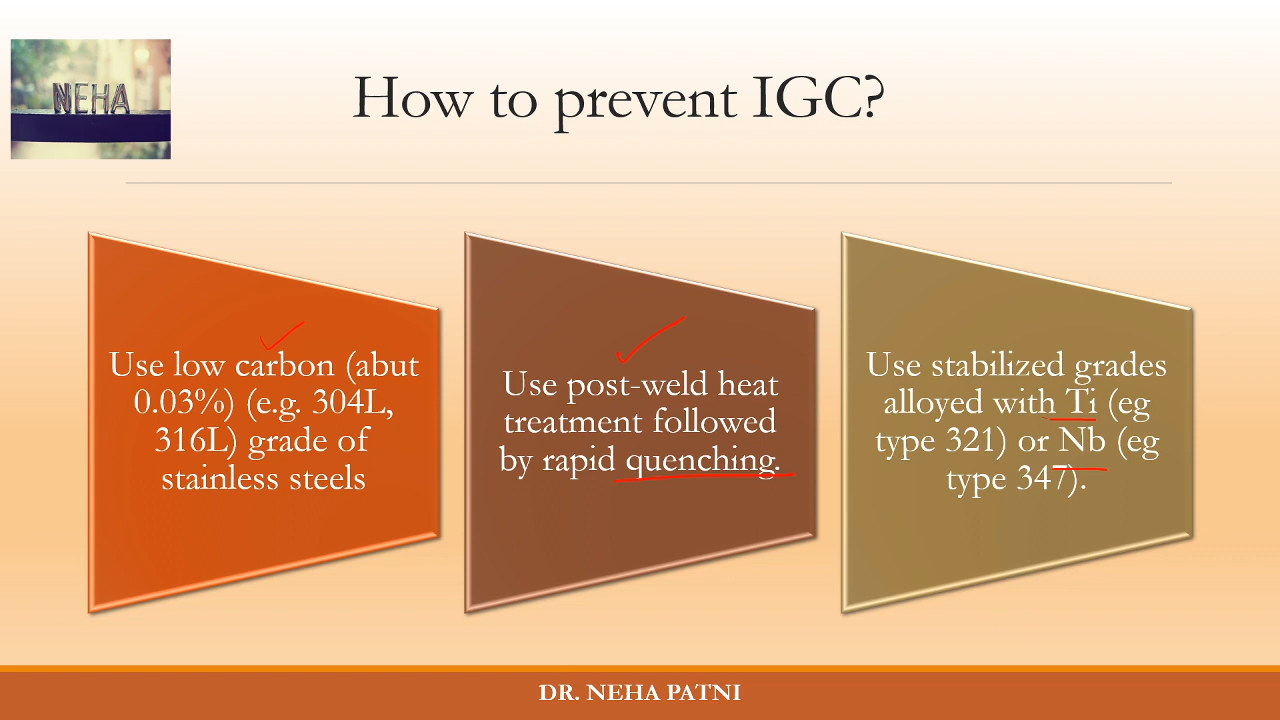 NEHA
How to prevent IGC?
Use low carbon (abut
0.03%) (e.g. 304L,
316L) grade of
stainless steels
Use post-weld heat
treatment followed
by rapid quenching.
Use stabilized grades
alloyed with Ti (eg
type 321) or Nb (eg
type 347).
DR. NEHA PATNI